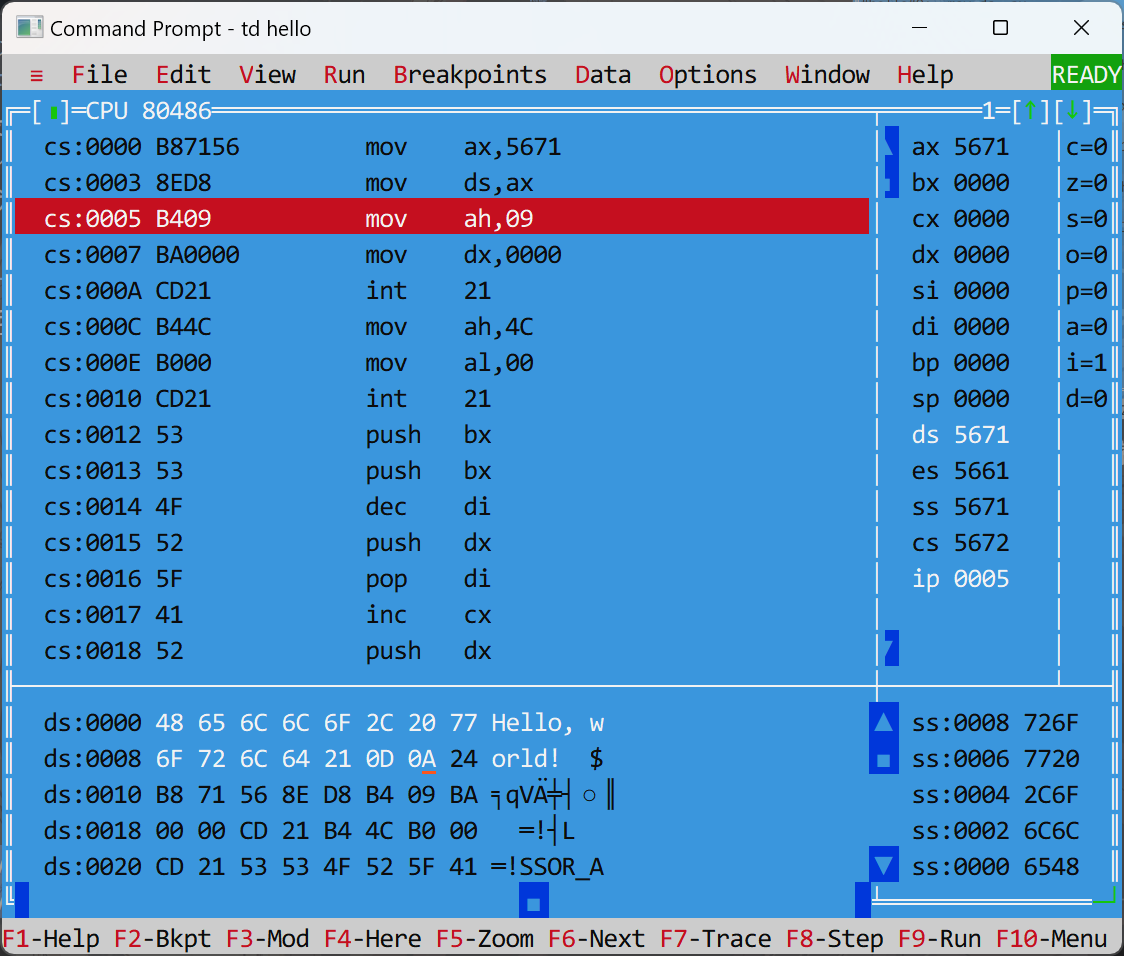 Command Prompt - td hello
≡ File Edit View Run Breakpoints Data Options Window Help READY
[▮]=CPU 80486 1=[↑][↓]
cs:0000 B87156 mov ax,5671 ax 5671 c=0
cs:0003 8ED8 mov ds,ax bx 0000 z=0
cs:0005 B409 mov ah,09 cx 0000 s=0
cs:0007 BA0000 mov dx,0000 dx 0000 o=0
cs:000A CD21 int 21 si 0000 p=0
cs:000C B44C mov ah,4C di 0000 a=0
cs:000E B000 mov al,00 bp 0000 i=1
cs:0010 CD21 int 21 sp 0000 d=0
cs:0012 53 push bx ds 5671
cs:0013 53 push bx es 5661
cs:0014 4F dec di ss 5671
cs:0015 52 push dx cs 5672
cs:0016 5F pop di ip 0005
cs:0017 41 inc cx
cs:0018 52 push dx
ds:0000 48 65 6C 6C 6F 2C 20 77 Hello, w ss:0008 726F
ds:0008 6F 72 6C 64 21 0D 0A 24 orld! $ ss:0006 7720
ds:0010 B8 71 56 8E D8 B4 09 BA ╕qVÄ╪┤○║ ss:0004 2C6F
ds:0018 00 00 CD 21 B4 4C B0 00 ═!┤L ss:0002 6C6C
ds:0020 CD 21 53 53 4F 52 5F 41 ═!SSOR_A ss:0000 6548
F1-Help F2-Bkpt F3-Mod F4-Here F5-Zoom F6-Next F7-Trace F8-Step F9-Run F10-Menu